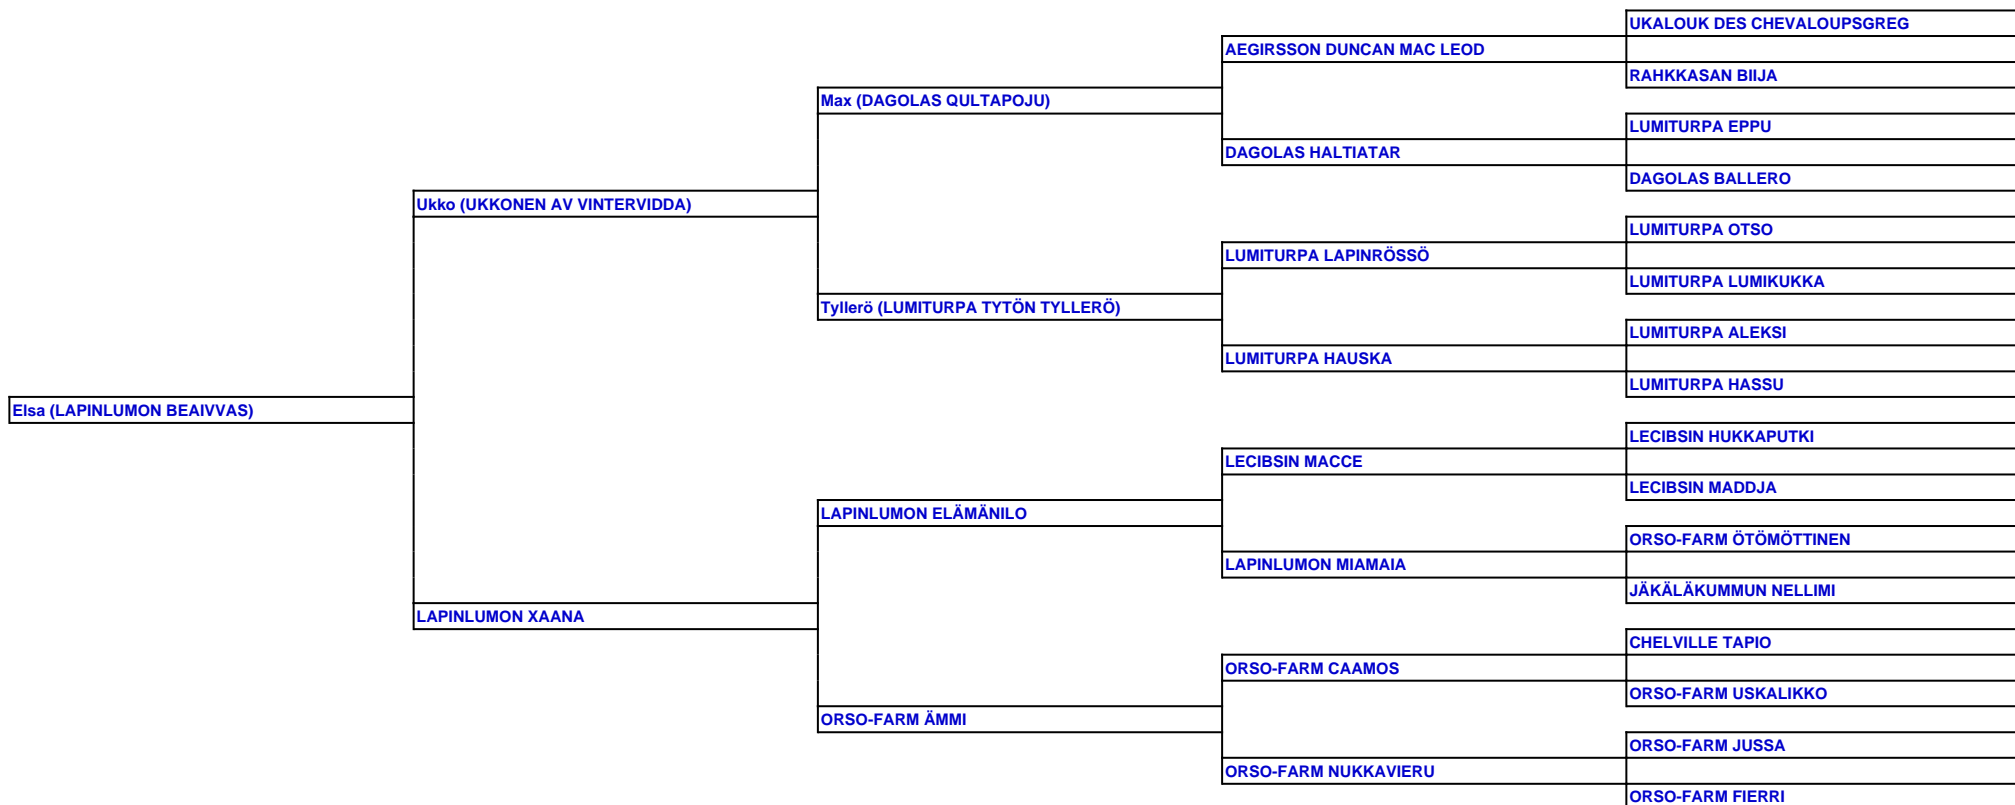 UKALOUK DES CHEVALOUPSGREG
AEGIRSSON DUNCAN MAC LEOD
RAHKKASAN BIIJA
Max (DAGOLAS QULTAPOJU)
LUMITURPA EPPU
DAGOLAS HALTIATAR
DAGOLAS BALLERO
Ukko (UKKONEN AV VINTERVIDDA)
LUMITURPA OTSO
LUMITURPA LAPINRÖSSÖ
LUMITURPA LUMIKUKKA
Tyllerö (LUMITURPA TYTÖN TYLLERÖ)
LUMITURPA ALEKSI
LUMITURPA HAUSKA
LUMITURPA HASSU
Elsa (LAPINLUMON BEAIVVAS)
LECIBSIN HUKKAPUTKI
LECIBSIN MACCE
LECIBSIN MADDJA
LAPINLUMON ELÄMÄNILO
ORSO-FARM ÖTÖMÖTTINEN
LAPINLUMON MIAMAIA
JÄKÄLÄKUMMUN NELLIMI
LAPINLUMON XAANA
CHELVILLE TAPIO
ORSO-FARM CAAMOS
ORSO-FARM USKALIKKO
ORSO-FARM ÄMMI
ORSO-FARM JUSSA
ORSO-FARM NUKKAVIERU
ORSO-FARM FIERRI